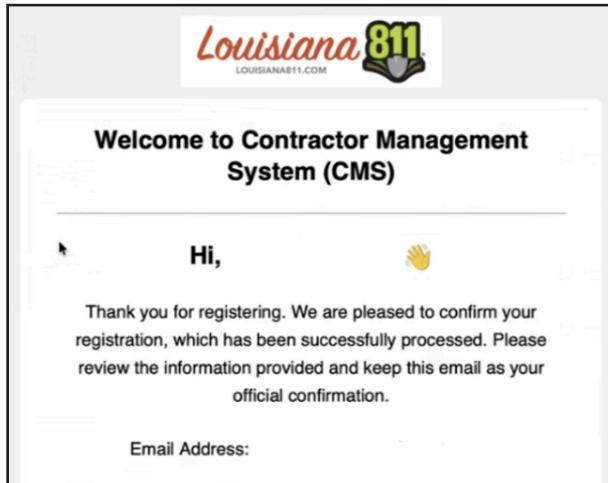 Louisiana 811
LOUISIANA811.COM
Welcome to Contractor Management
System (CMS)
Hi, 👋
Thank you for registering. We are pleased to confirm your
registration, which has been successfully processed. Please
review the information provided and keep this email as your
official confirmation.
Email Address: